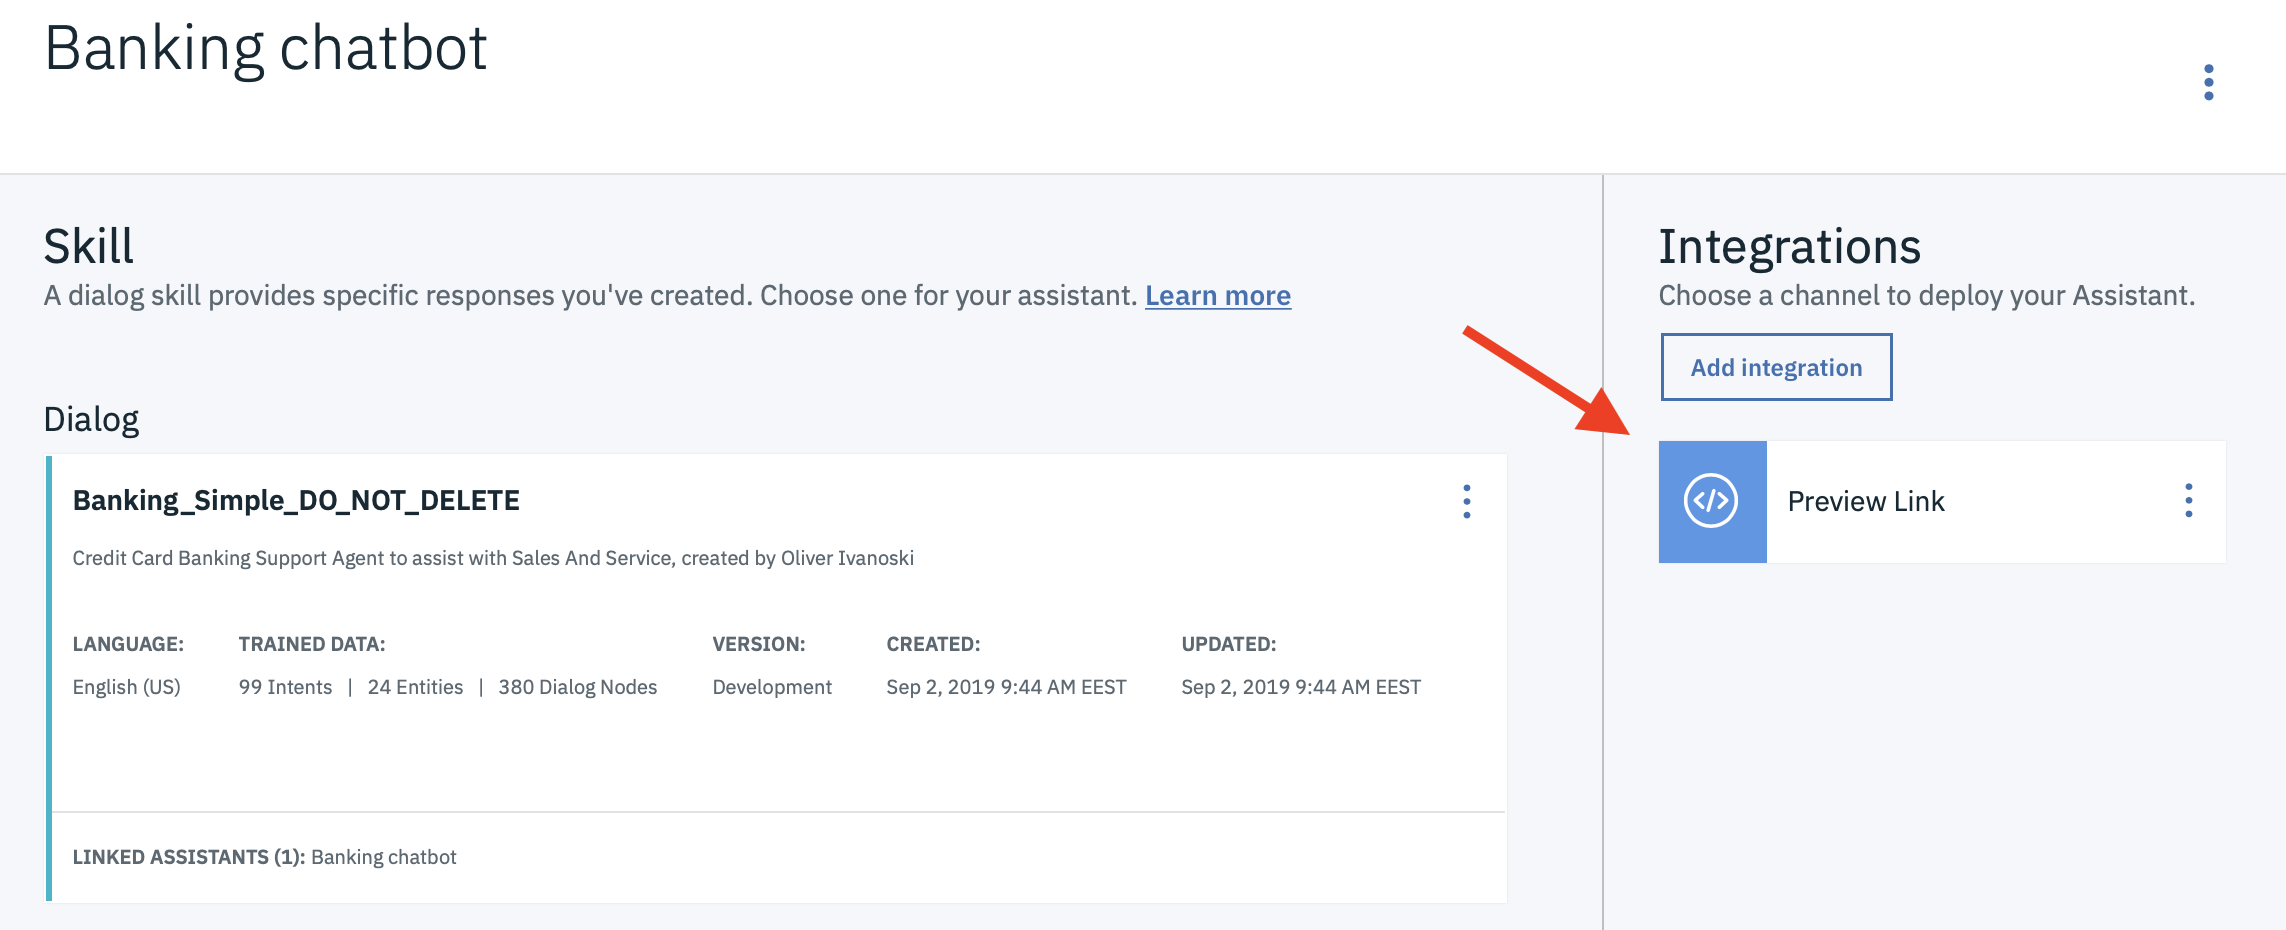 Banking chatbot
Skill
A dialog skill provides specific responses you've created. Choose one for your assistant. Learn more
Dialog
Banking_Simple_DO_NOT_DELETE
Credit Card Banking Support Agent to assist with Sales And Service, created by Oliver Ivanoski
LANGUAGE: TRAINED DATA: VERSION: CREATED: UPDATED:
English (US) 99 Intents | 24 Entities | 380 Dialog Nodes Development Sep 2, 2019 9:44 AM EEST Sep 2, 2019 9:44 AM EEST
LINKED ASSISTANTS (1): Banking chatbot
Integrations
Choose a channel to deploy your Assistant.
Add integration
Preview Link